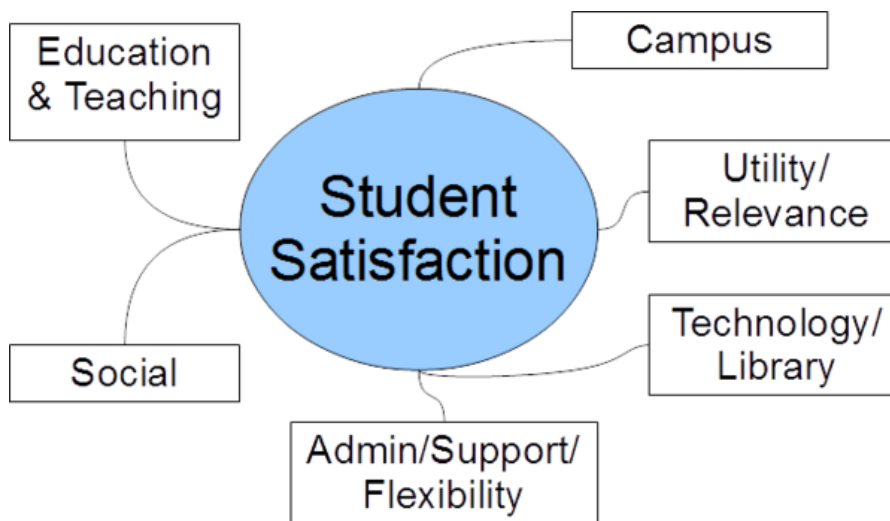 Education
& Teaching
Campus
Student
Satisfaction
Utility/
Relevance
Technology/
Library
Social
Admin/Support/
Flexibility